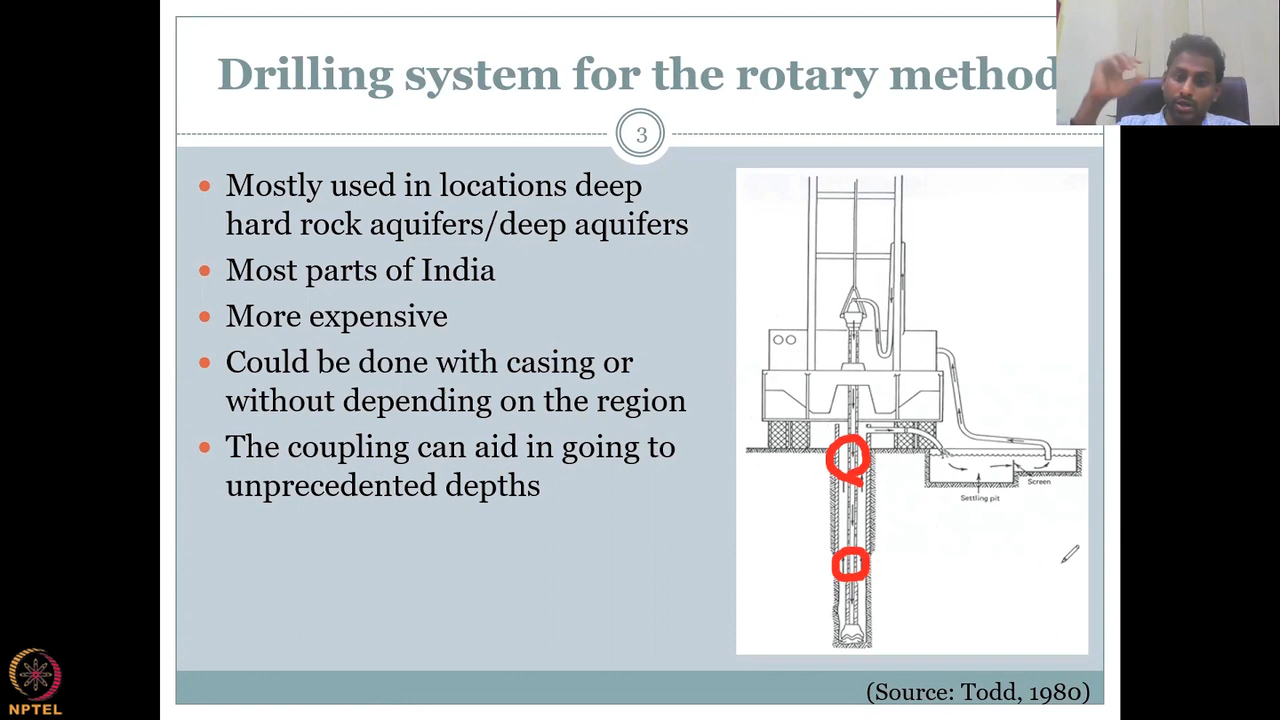 Drilling system for the rotary method
3
Mostly used in locations deep
hard rock aquifers/deep aquifers
Most parts of India
More expensive
Could be done with casing or
without depending on the region
The coupling can aid in going to
unprecedented depths
Settling pit
Screen
(Source: Todd, 1980)
NPTEL